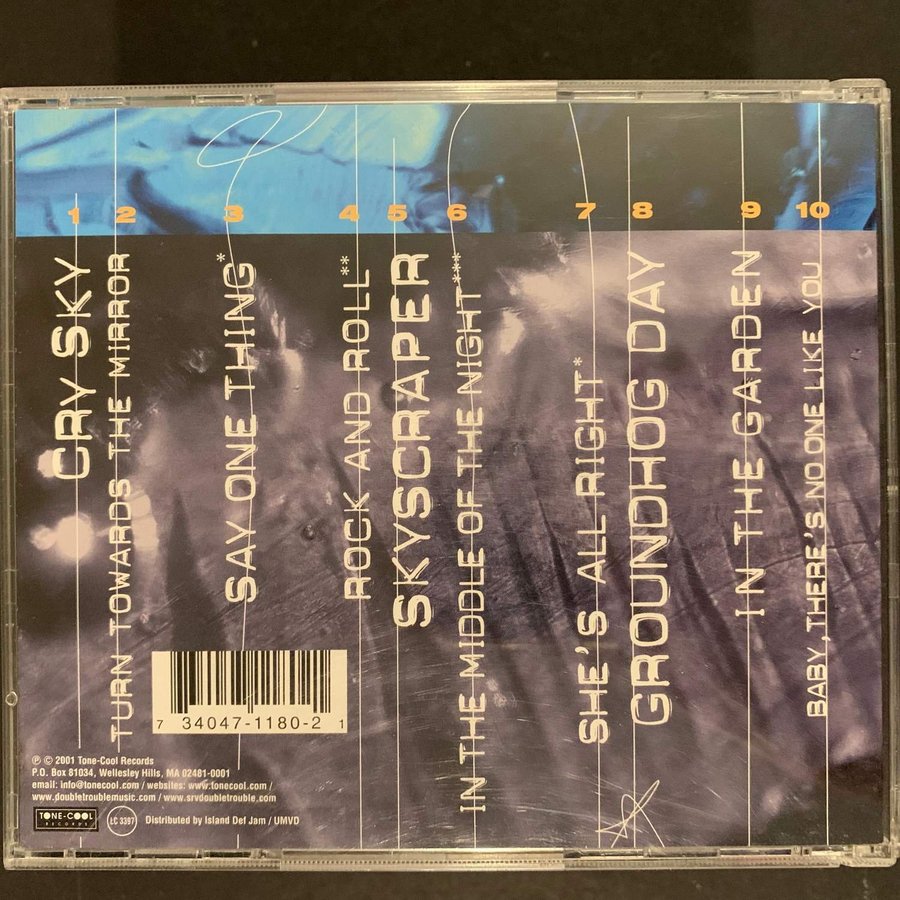 1
2
3
4
5
6
7
8
9
10
CRY SKY
TURN TOWARDS THE MIRROR
SAY ONE THING*
ROCK AND ROLL**
SKYSCRAPER
IN THE MIDDLE OF THE NIGHT***
SHE'S ALL RIGHT*
GROUNDHOG DAY
IN THE GARDEN
BABY, THERE'S NO ONE LIKE YOU
7 34047-1180-2 1
℗ © 2001 Tone-Cool Records
P.O. Box 81034, Wellesley Hills, MA 02481-0001
email: info@tonecool.com / websites: www.tonecool.com /
www.doubletroublemusic.com / www.srvdoubletrouble.com
TONE-COOL
RECORDS
LC 3397
Distributed by Island Def Jam / UMVD